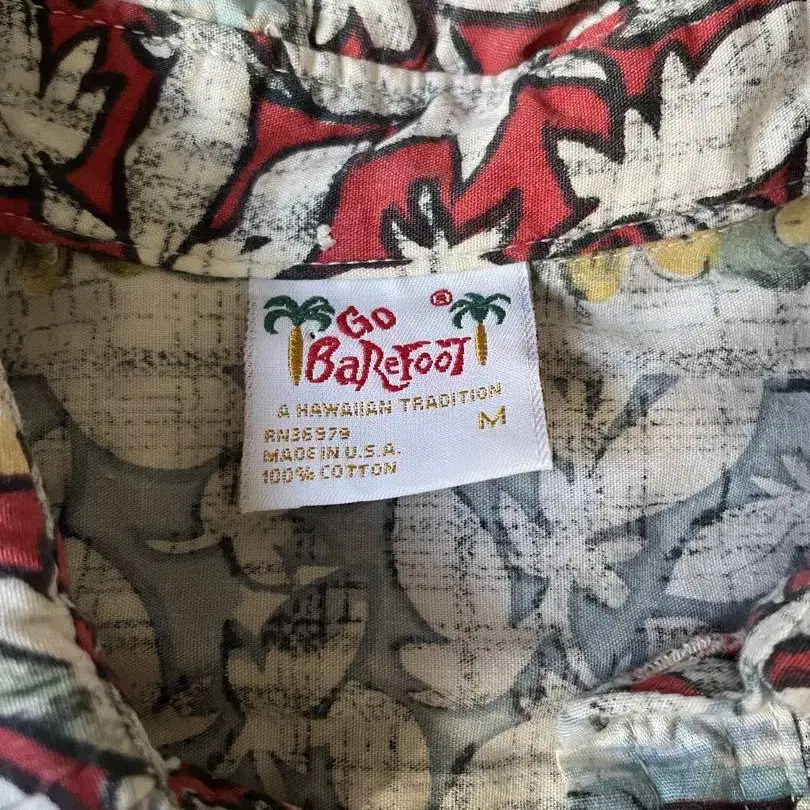 Go ®
BaReFooT
A HAWAIIAN TRADITION
M
RN36979
MADE IN U.S.A.
100% COTTON